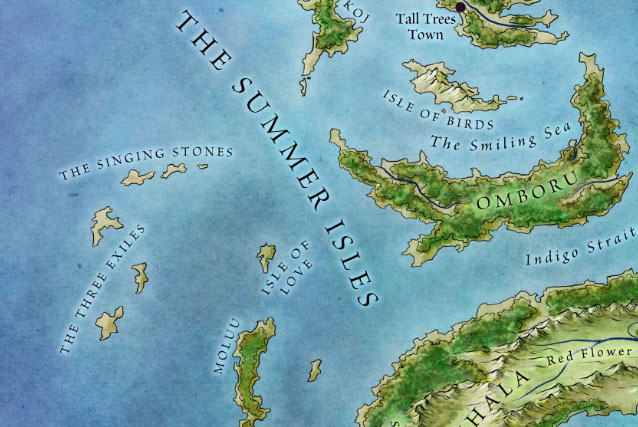 KOJ
Tall Trees
Town
THE SUMMER ISLES
ISLE OF BIRDS
The Smiling Sea
THE SINGING STONES
OMBORU
THE THREE EXILES
ISLE OF
LOVE
Indigo Strait
MOLUU
Red Flower
HALA